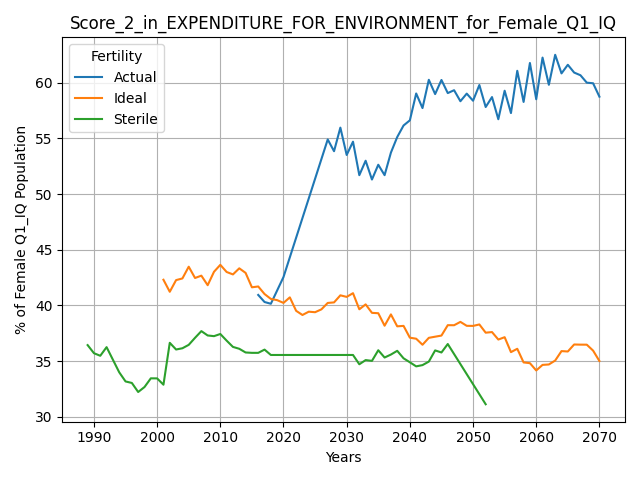 Score_2_in_EXPENDITURE_FOR_ENVIRONMENT_for_Female_Q1_IQ
Fertility
Actual
Ideal
Sterile
% of Female Q1_IQ Population
60
55
50
45
40
35
30
1990 2000 2010 2020 2030 2040 2050 2060 2070
Years